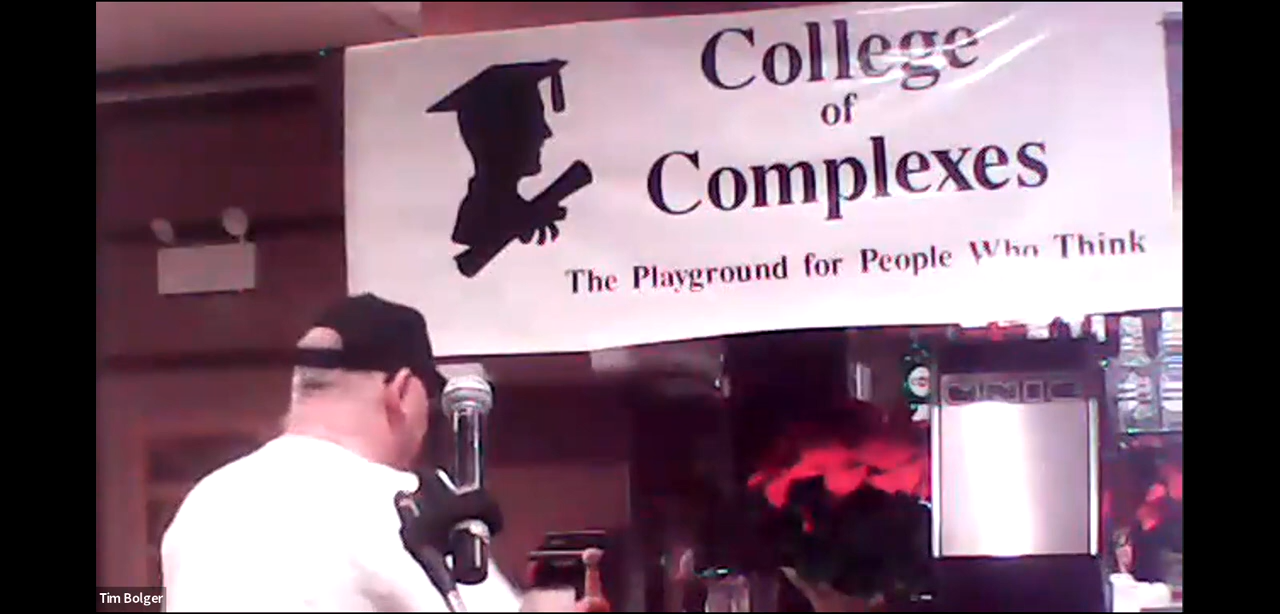 College
of
Complexes
The Playground for People Who Think
Tim Bolger